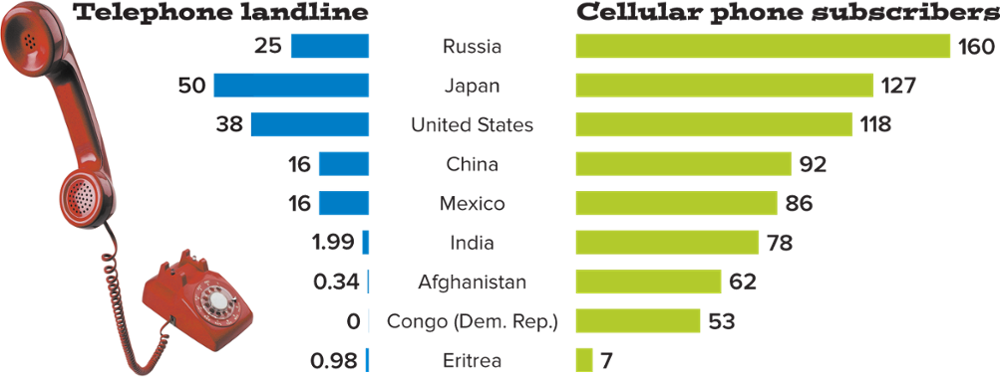 Telephone landline Cellular phone subscribers
25 Russia 160
50 Japan 127
38 United States 118
16 China 92
16 Mexico 86
1.99 India 78
0.34 Afghanistan 62
0 Congo (Dem. Rep.) 53
0.98 Eritrea 7